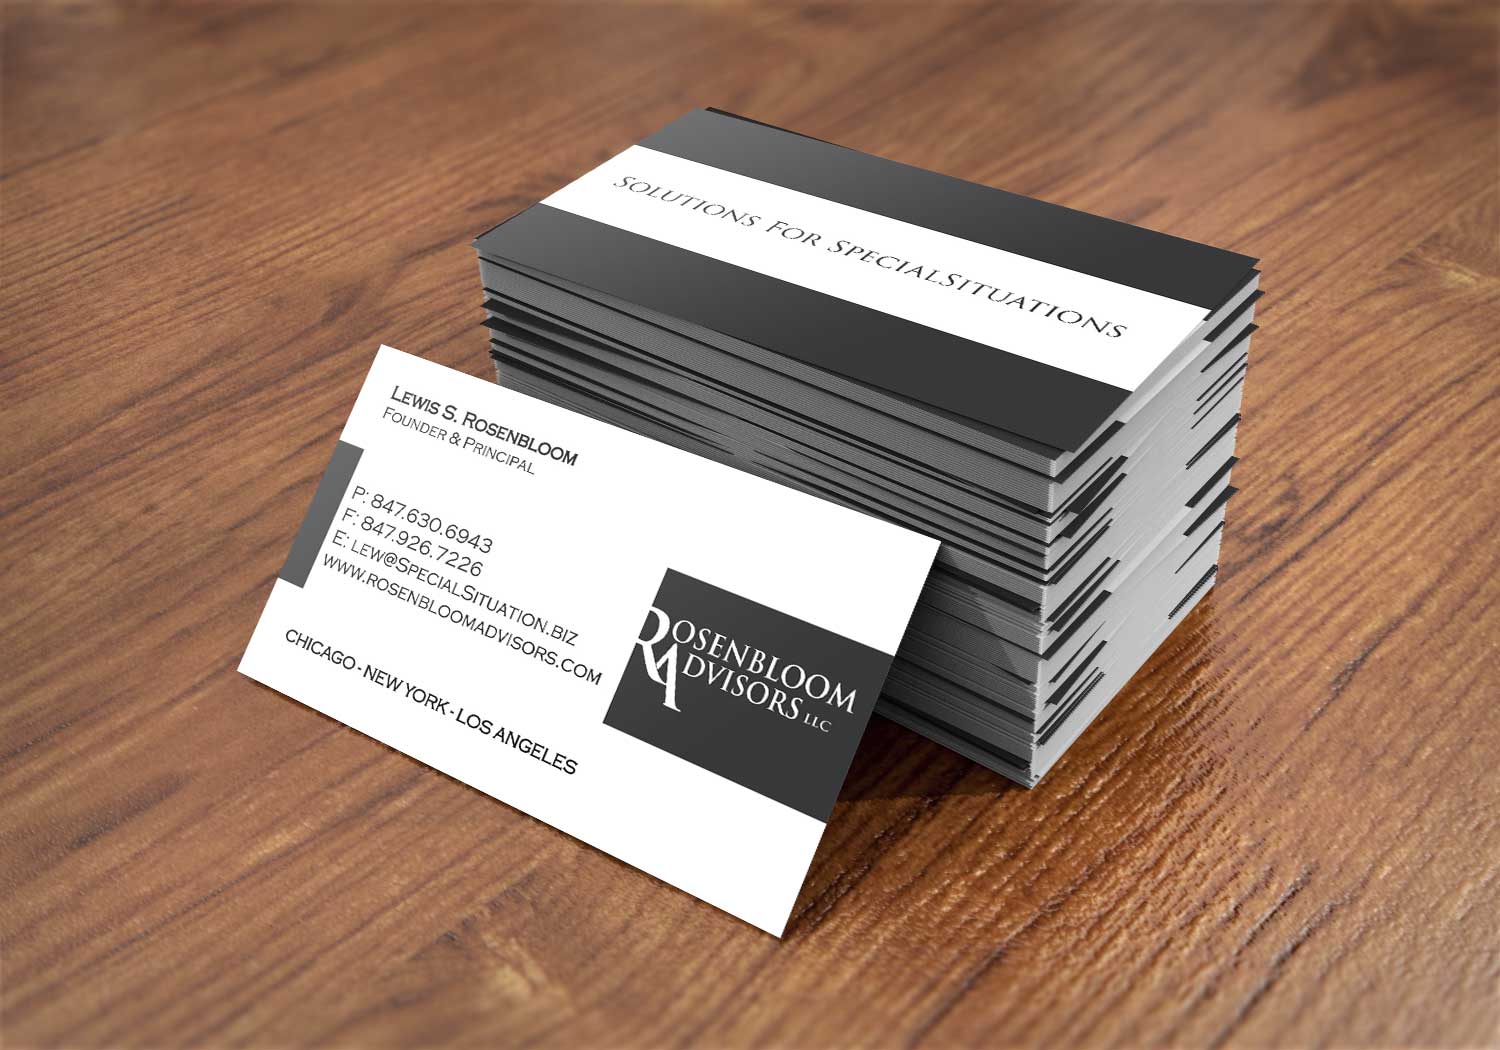 Solutions For SpecialSituations
Lewis S. Rosenbloom
Founder & Principal
P: 847.630.6943
F: 847.926.7226
E: Lew@SpecialSituation.biz
www.rosenbloomadvisors.com
CHICAGO - NEW YORK - LOS ANGELES
Rosenbloom
Advisors LLC